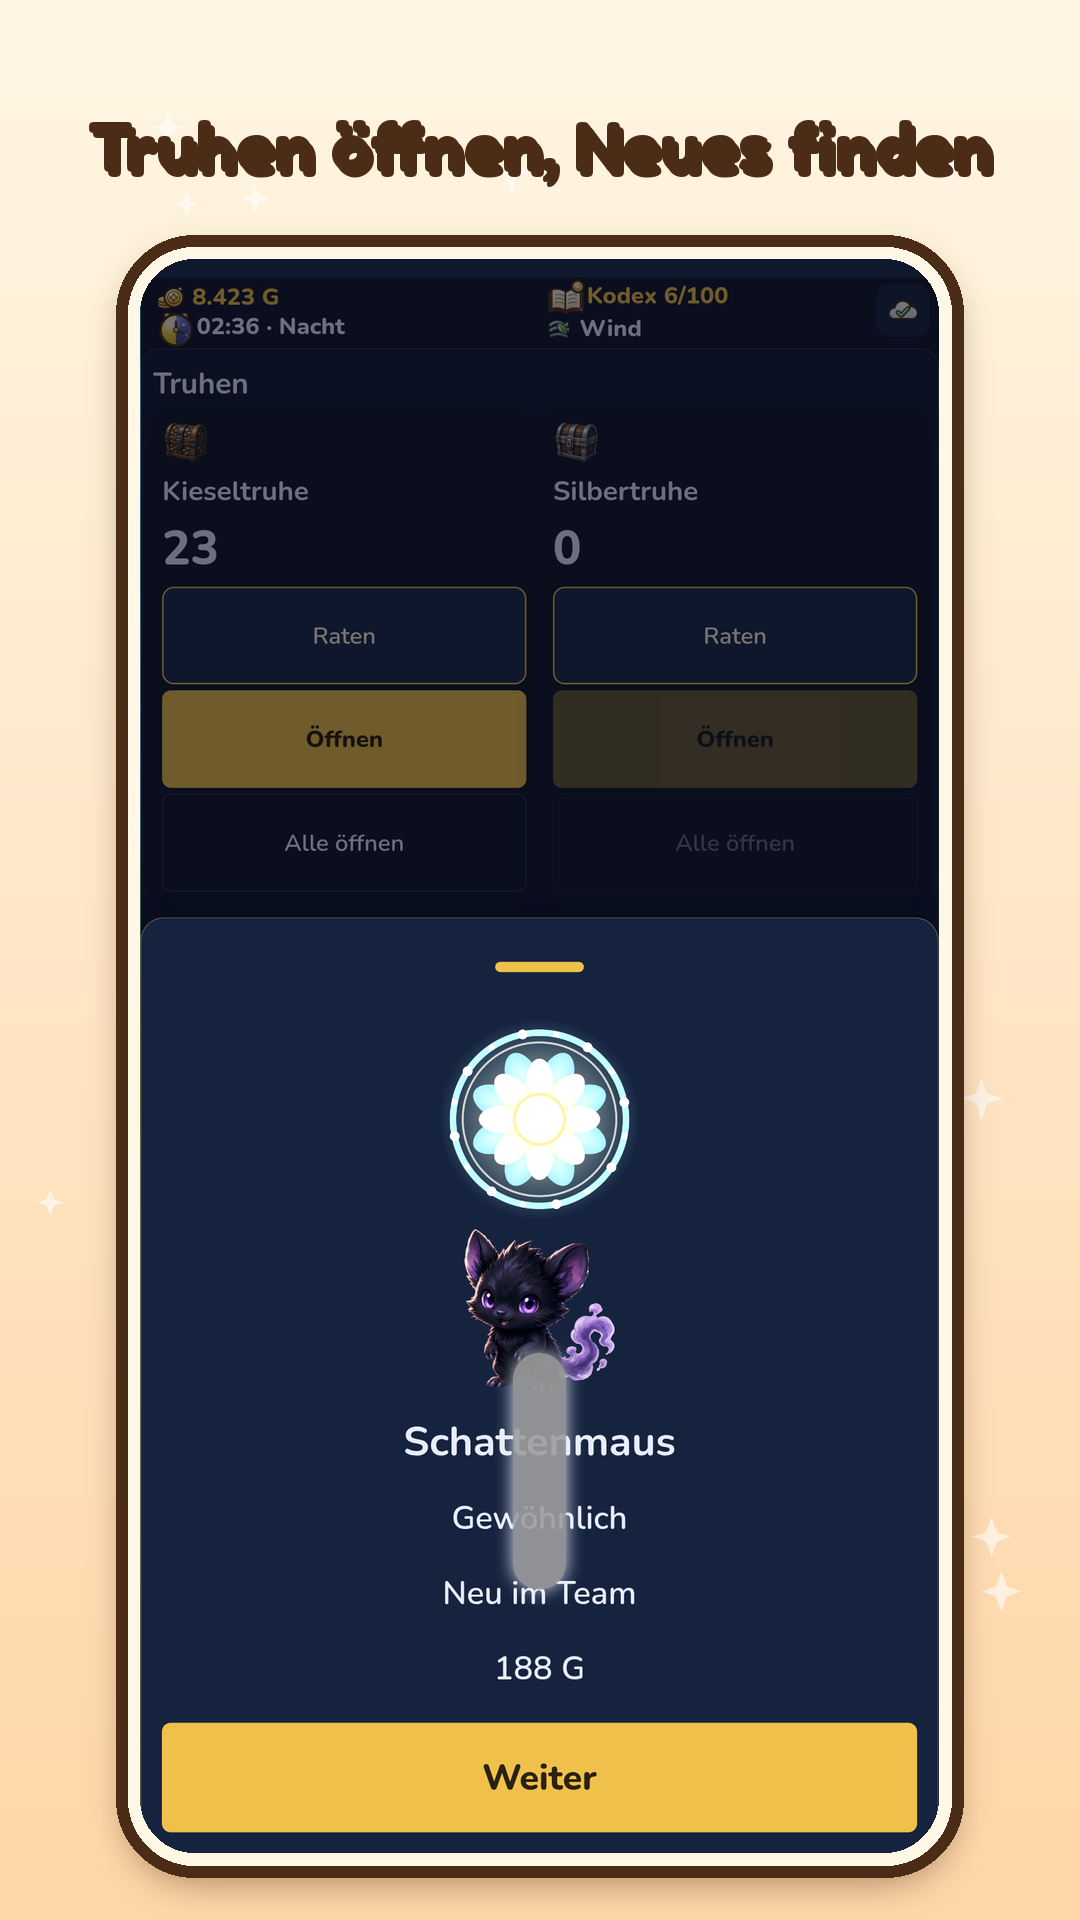 Truhen öffnen, Neues finden
8.423 G
Kodex 6/100
02:36 · Nacht
Wind
Truhen
Kieseltruhe
Silbertruhe
23
0
Raten
Raten
Öffnen
Öffnen
Alle öffnen
Alle öffnen
Schattenmaus
Gewöhnlich
Neu im Team
188 G
Weiter